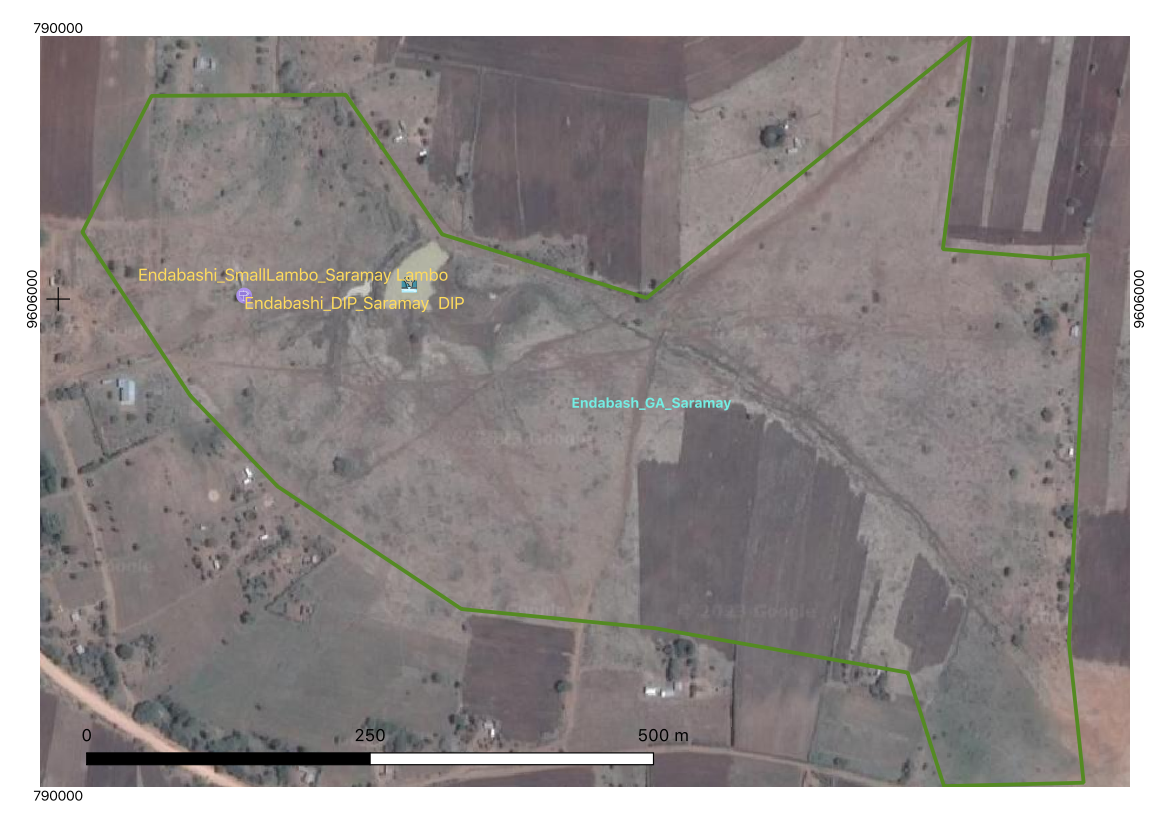 790000
Endabashi_SmallLambo_Saramay Lambo
Endabashi_DIP_Saramay DIP
9606000
9606000
Endabash_GA_Saramay
2023 Google
Google
© 2023 Google
0 250 500 m
790000